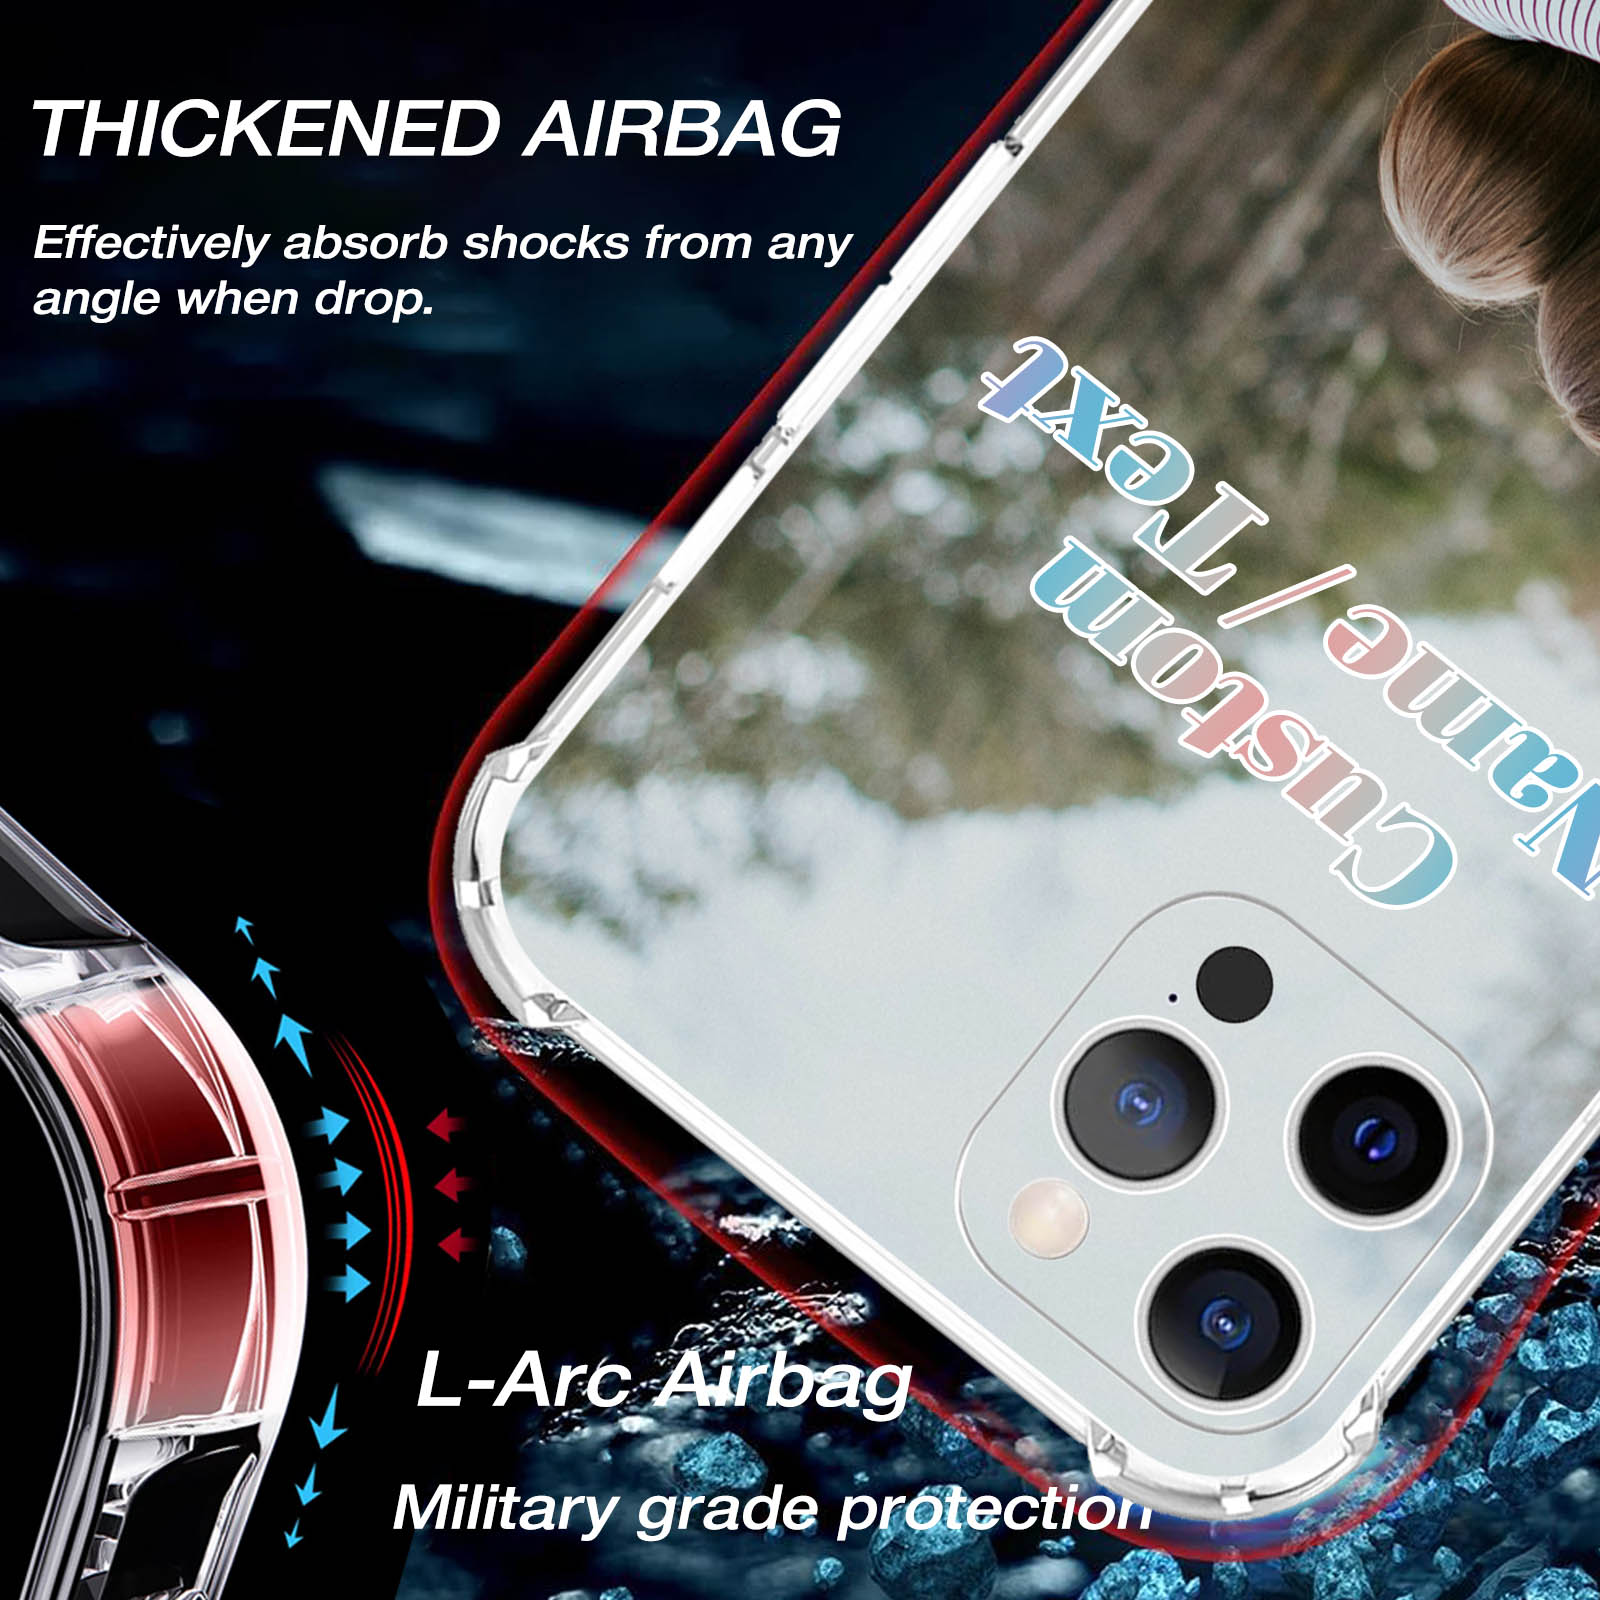 THICKENED AIRBAG
Effectively absorb shocks from any
angle when drop.
Custom
Name / Text
L-Arc Airbag
Military grade protection